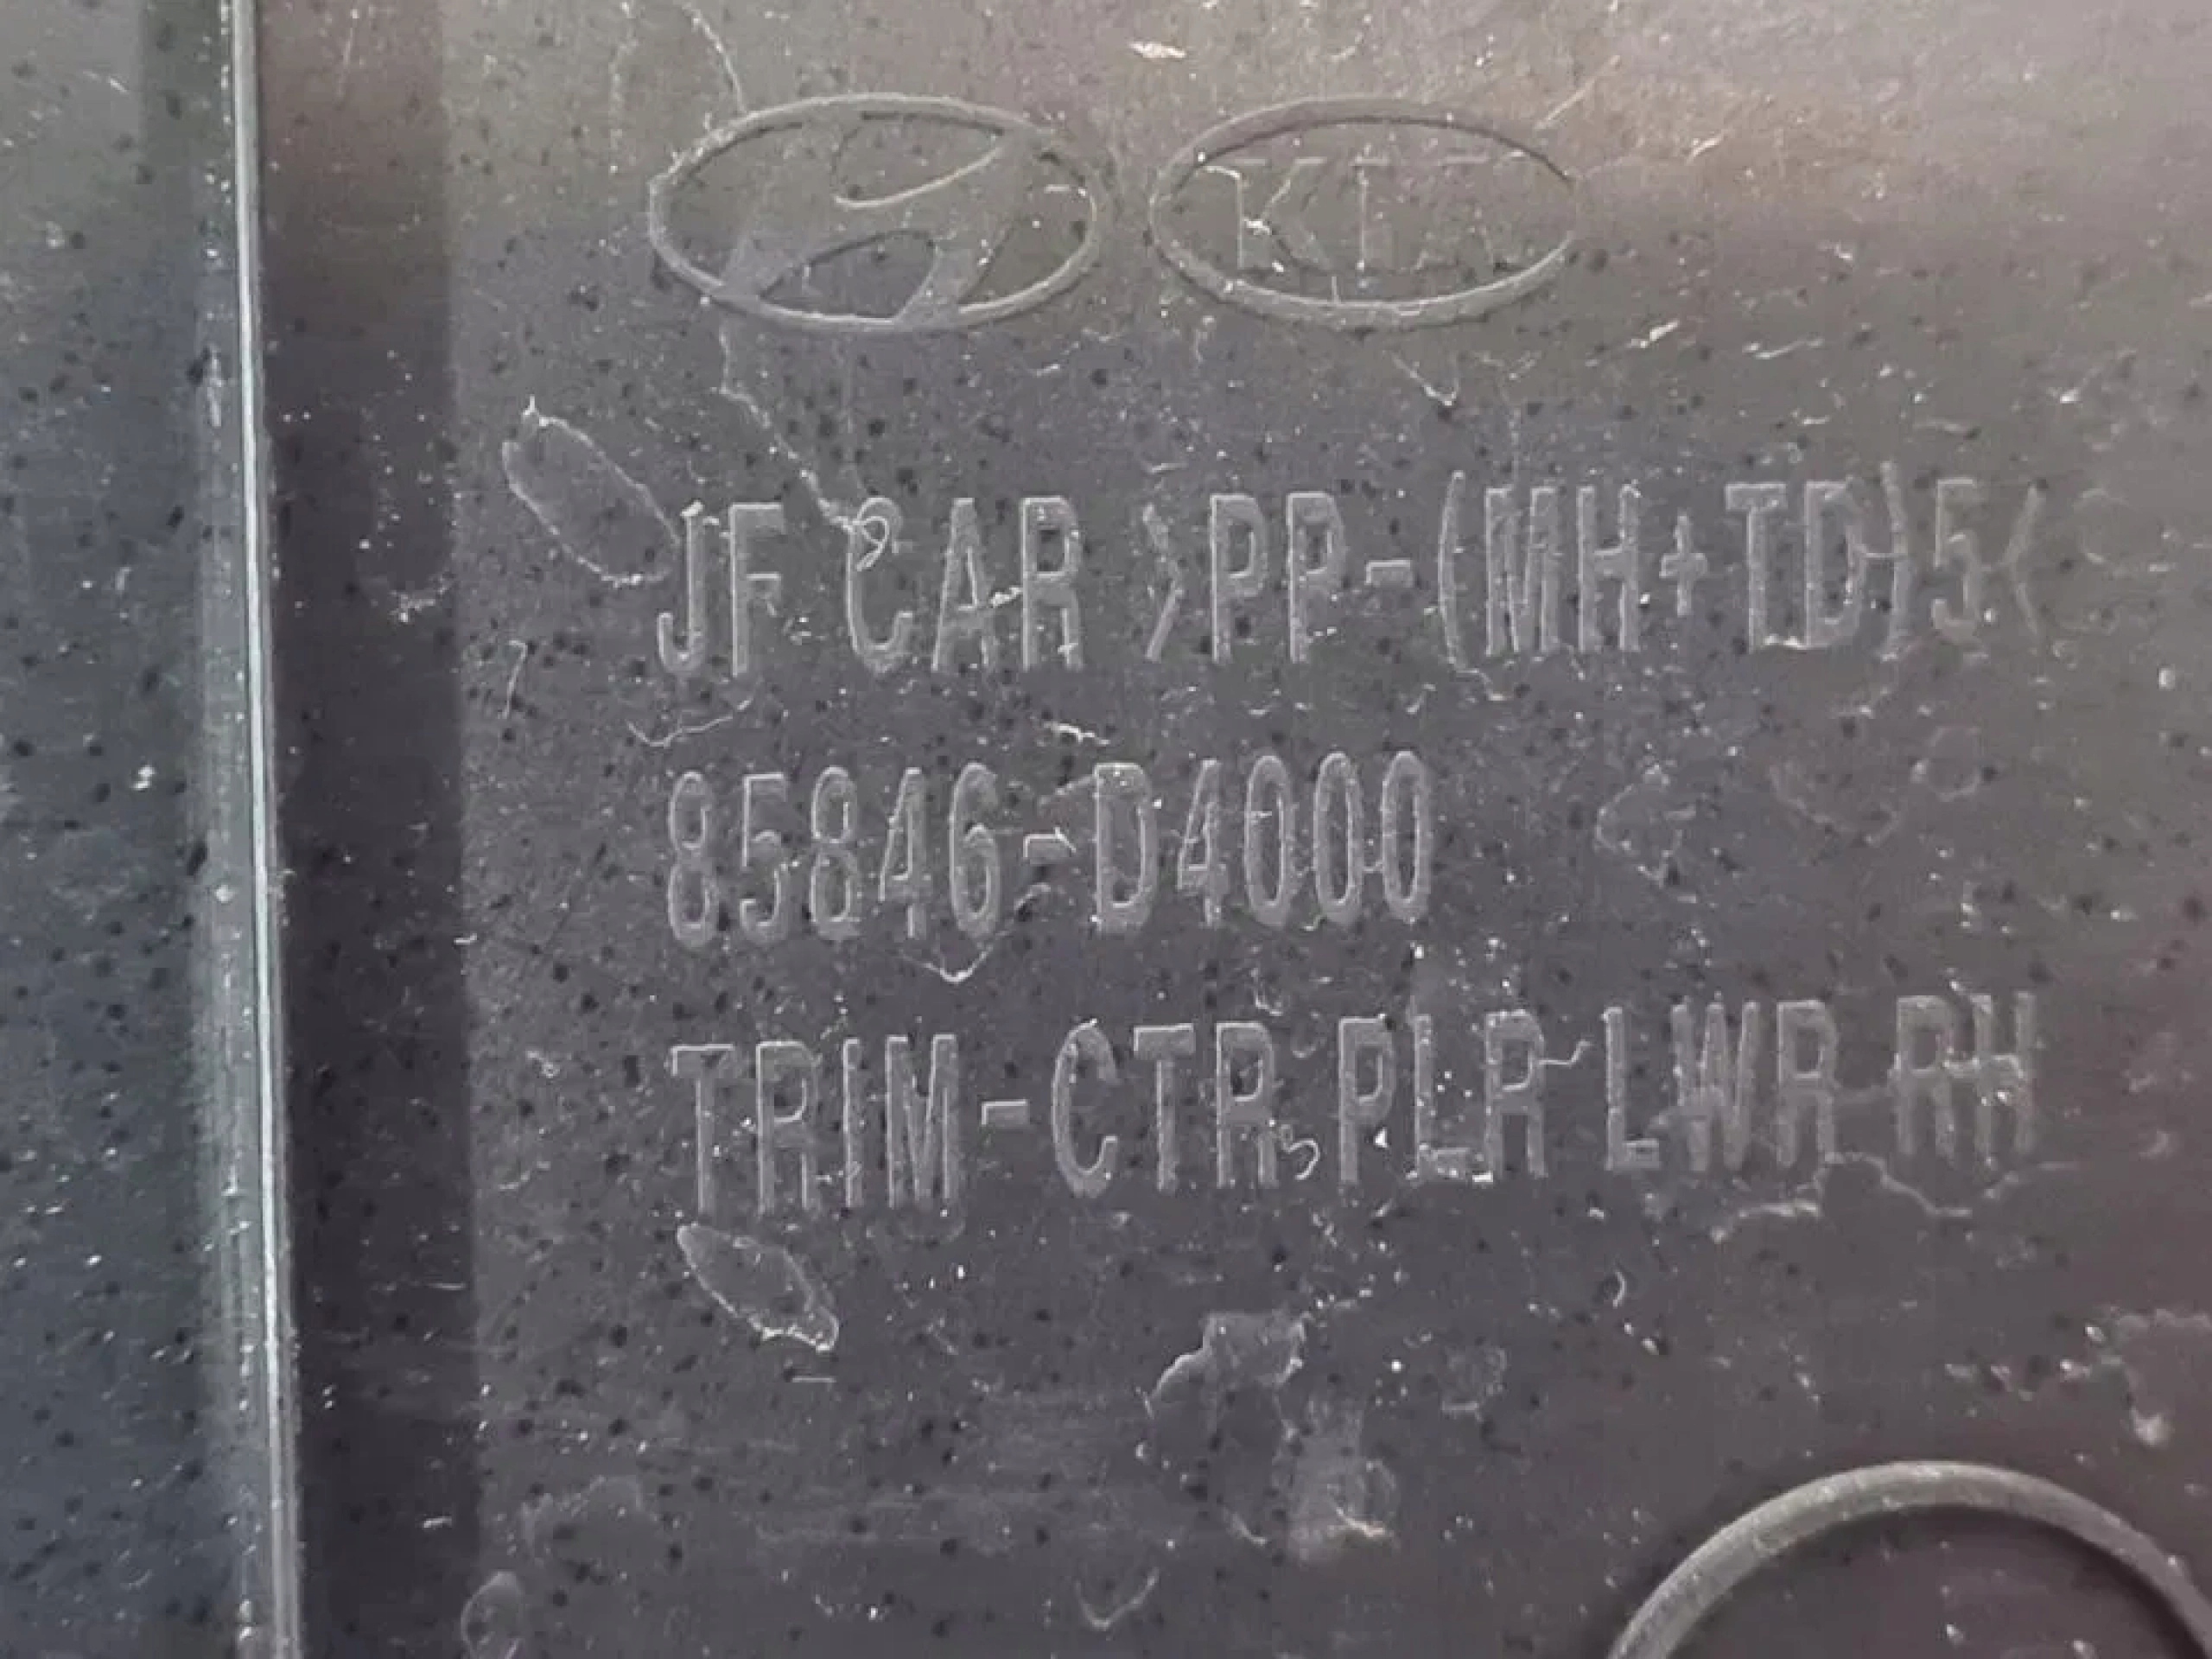 KIA
JF CAR >PP-(MH+TD)5<
85846-D4000
TRIM-CTR PLR LWR RH